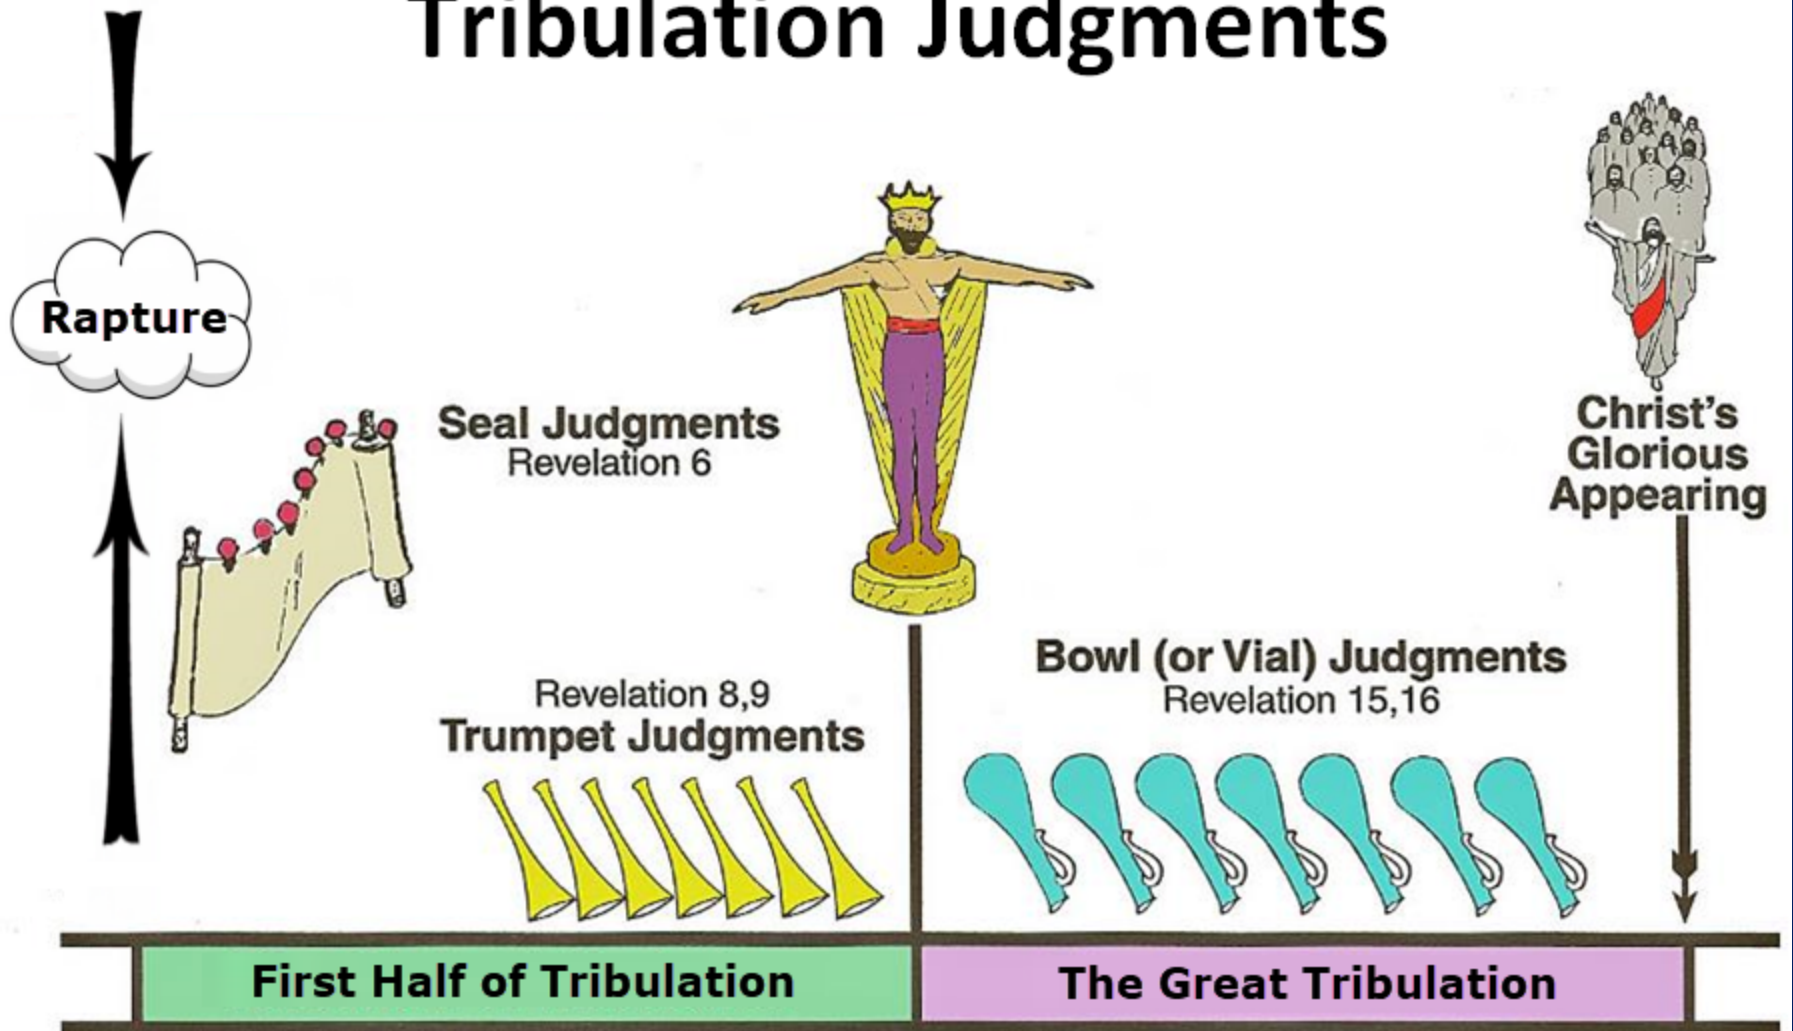 Tribulation Judgments
Rapture
Seal Judgments
Revelation 6
Christ's
Glorious
Appearing
Revelation 8,9
Trumpet Judgments
Bowl (or Vial) Judgments
Revelation 15,16
First Half of Tribulation
The Great Tribulation